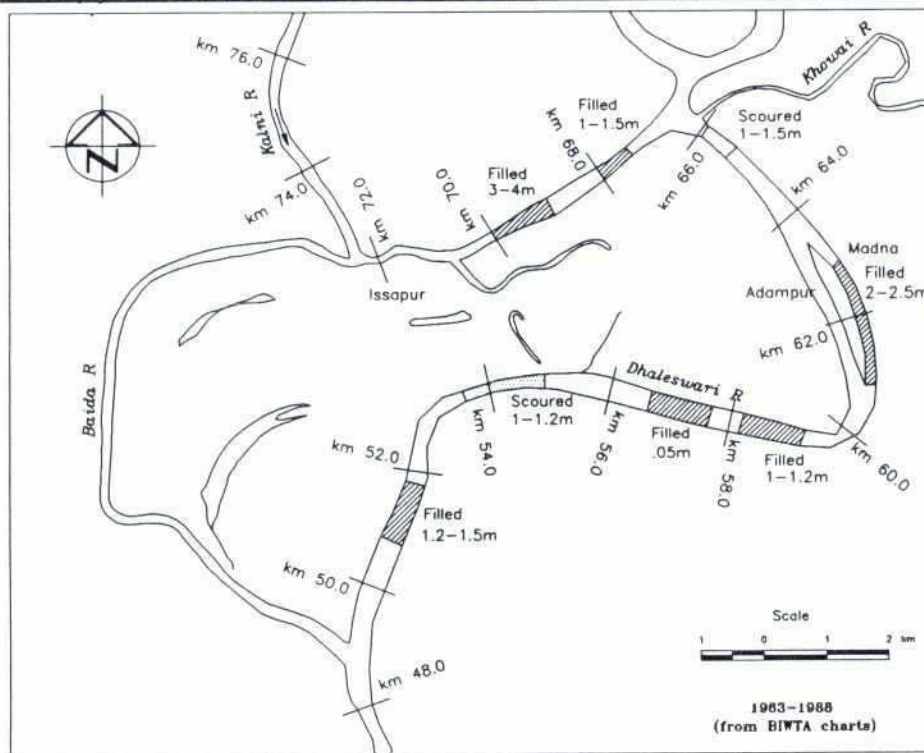 km 76.0
Kalni R
km 74.0
km 72.0
Issapur
km 70.0
Filled
3-4m
km 68.0
Filled
1-1.5m
Khowai R
Scoured
1-1.5m
km 66.0
km 64.0
Madna
Filled
2-2.5m
Adampur
km 62.0
km 60.0
N
Baida R
Dhaleswari R
Scoured
1-1.2m
km 54.0
km 56.0
Filled
.05m
km 58.0
Filled
1-1.2m
km 52.0
Filled
1.2-1.5m
km 50.0
km 48.0
Scale
1 0 1 2 km
1963-1988
(from BIWTA charts)